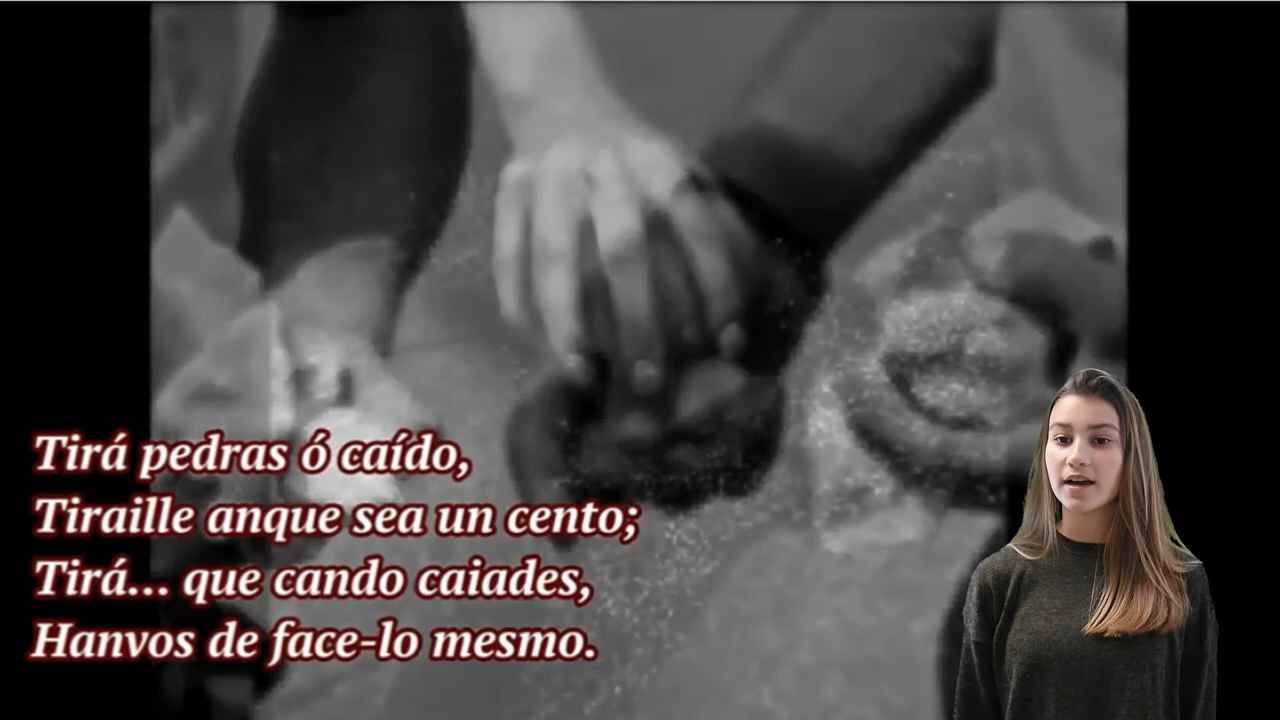 Tirá pedras ó caído,
Tiraille anque sea un cento;
Tirá... que cando caiades,
Hanvos de face-lo mesmo.